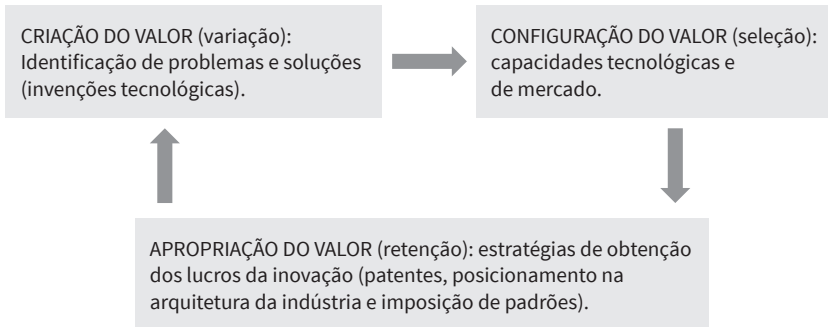 CRIAÇÃO DO VALOR (variação):
Identificação de problemas e soluções
(invenções tecnológicas).
CONFIGURAÇÃO DO VALOR (seleção):
capacidades tecnológicas e
de mercado.
APROPRIAÇÃO DO VALOR (retenção): estratégias de obtenção
dos lucros da inovação (patentes, posicionamento na
arquitetura da indústria e imposição de padrões).